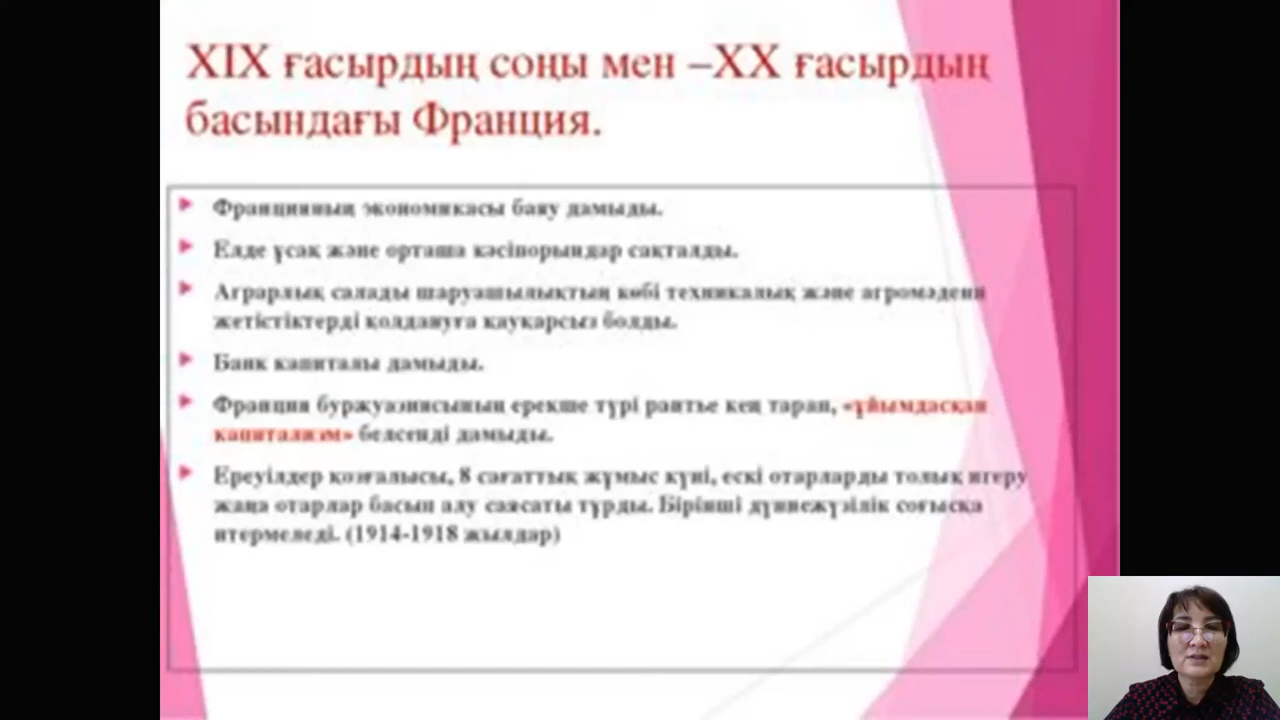 XIX ғасырдың соңы мен –XX ғасырдың
басындағы Франция.
Францияның экономикасы баяу дамыды.
Елде ұсақ және орташа кәсіпорындар сақталды.
Аграрлық салады шаруашылықтың көбі техникалық және агромәдени
жетістіктерді қолдануға қауқарсыз болды.
Банк капиталы дамыды.
Франция буржуазиясының ерекше түрі рантье кең тарап, «ұйымдасқан
капитализм» белсенді дамыды.
Ереуілдер қозғалысы, 8 сағаттық жұмыс күні, ескі отарларды толық игеру
жаңа отарлар басып алу саясаты тұрды. Бірінші дүниежүзілік соғысқа
итермеледі. (1914-1918 жылдар)